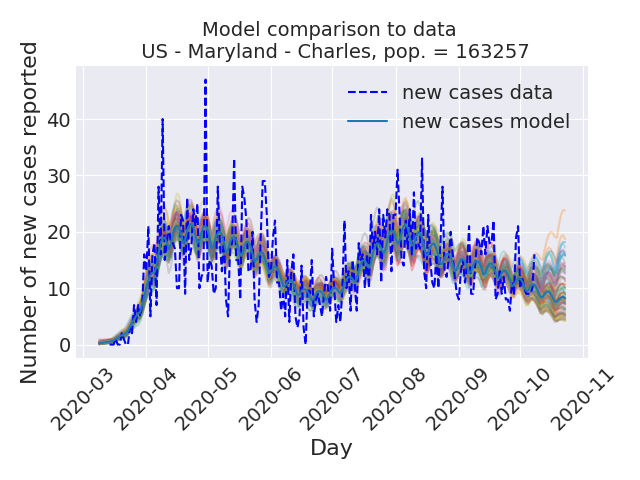 Model comparison to data
US - Maryland - Charles, pop. = 163257
Number of new cases reported
40
30
20
10
0
new cases data
new cases model
2020-03
2020-04
2020-05
2020-06
2020-07
2020-08
2020-09
2020-10
2020-11
Day